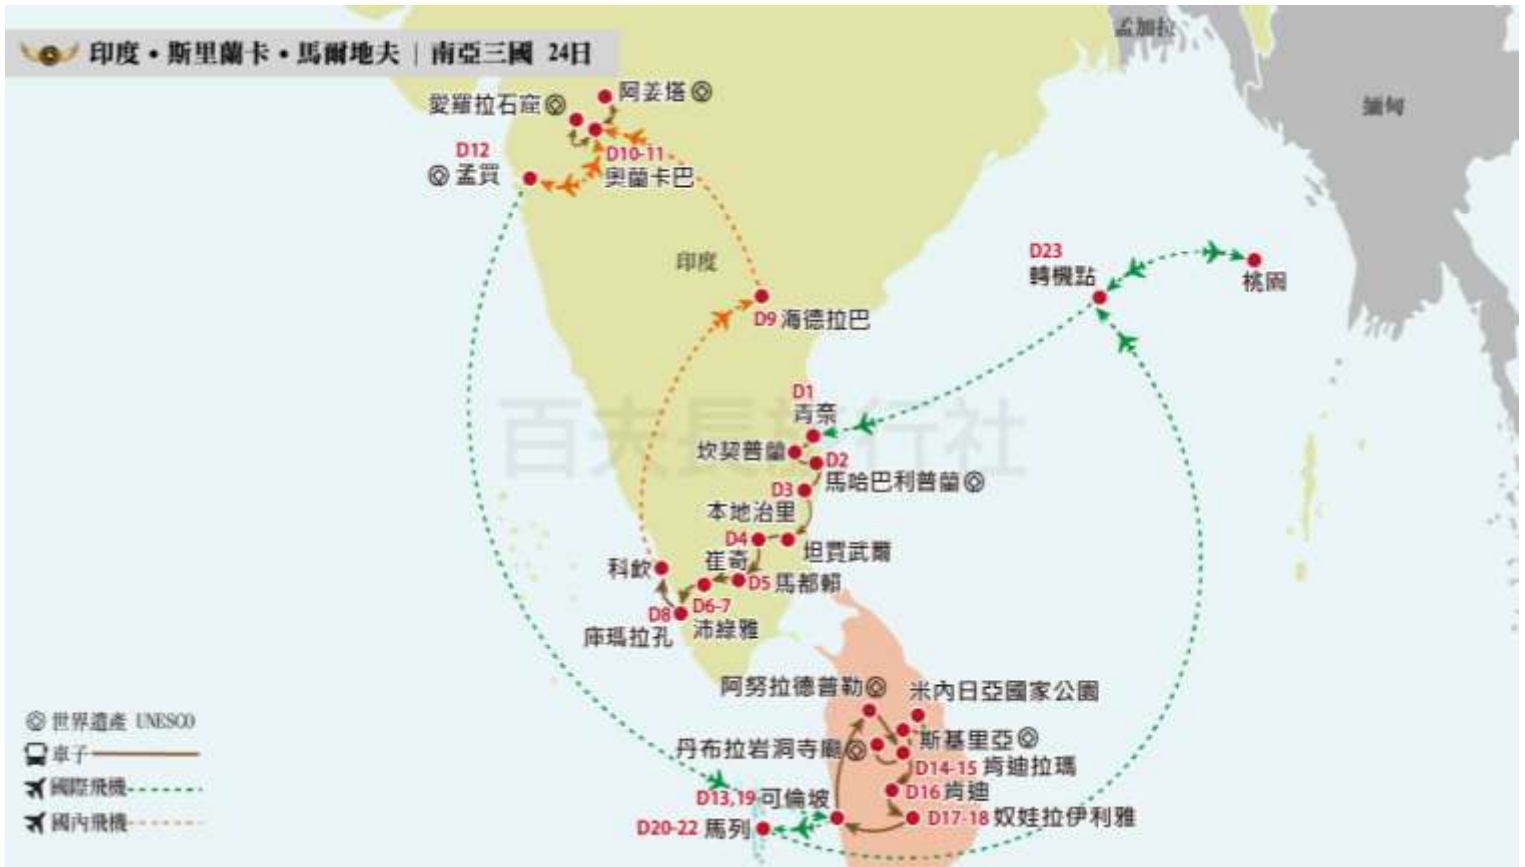 印度•斯里蘭卡•馬爾地夫 | 南亞三國 24日
孟加拉
緬甸
阿姜塔
愛羅拉石窟
D10-11
奧蘭卡巴
D12
孟買
印度
D23
轉機點
桃園
D9 海德拉巴
百夫長旅行社
D1
青奈
坎契普蘭
D2
馬哈巴利普蘭
D3
本地治里
D4
崔奇
坦賈武爾
科欽
D5 馬都賴
D6-7
沛綠雅
D8
庫瑪拉孔
阿努拉德普勒
米內日亞國家公園
斯基里亞
丹布拉岩洞寺廟
D14-15 肯迪拉瑪
D16 肯迪
D13,19 可倫坡
D17-18 奴娃拉伊利雅
D20-22 馬列
世界遺產 UNESCO
車子
國際飛機
國內飛機